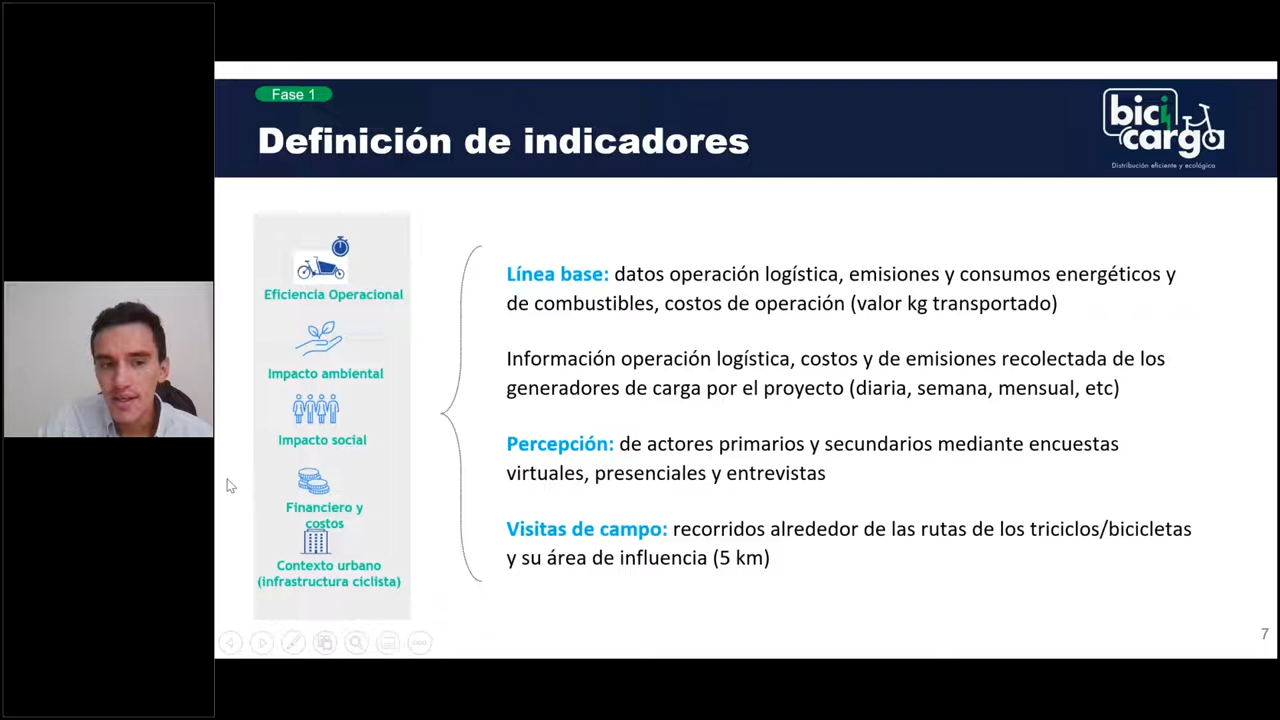 Fase 1
Definición de indicadores
bici
carga
Distribución eficiente y ecológica
Eficiencia Operacional
Impacto ambiental
Impacto social
Financiero y
costos
Contexto urbano
(infrastructura ciclista)
Línea base: datos operación logística, emisiones y consumos energéticos y
de combustibles, costos de operación (valor kg transportado)
Información operación logística, costos y de emisiones recolectada de los
generadores de carga por el proyecto (diaria, semana, mensual, etc)
Percepción: de actores primarios y secundarios mediante encuestas
virtuales, presenciales y entrevistas
Visitas de campo: recorridos alrededor de las rutas de los triciclos/bicicletas
y su área de influencia (5 km)
7